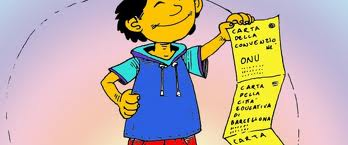 CARTA
DELLA
CONVENZIO
NE
ONU
CARTA
DELLA
CITTA'
EDUCATIVA
DI
BARCELLONA
CARTA